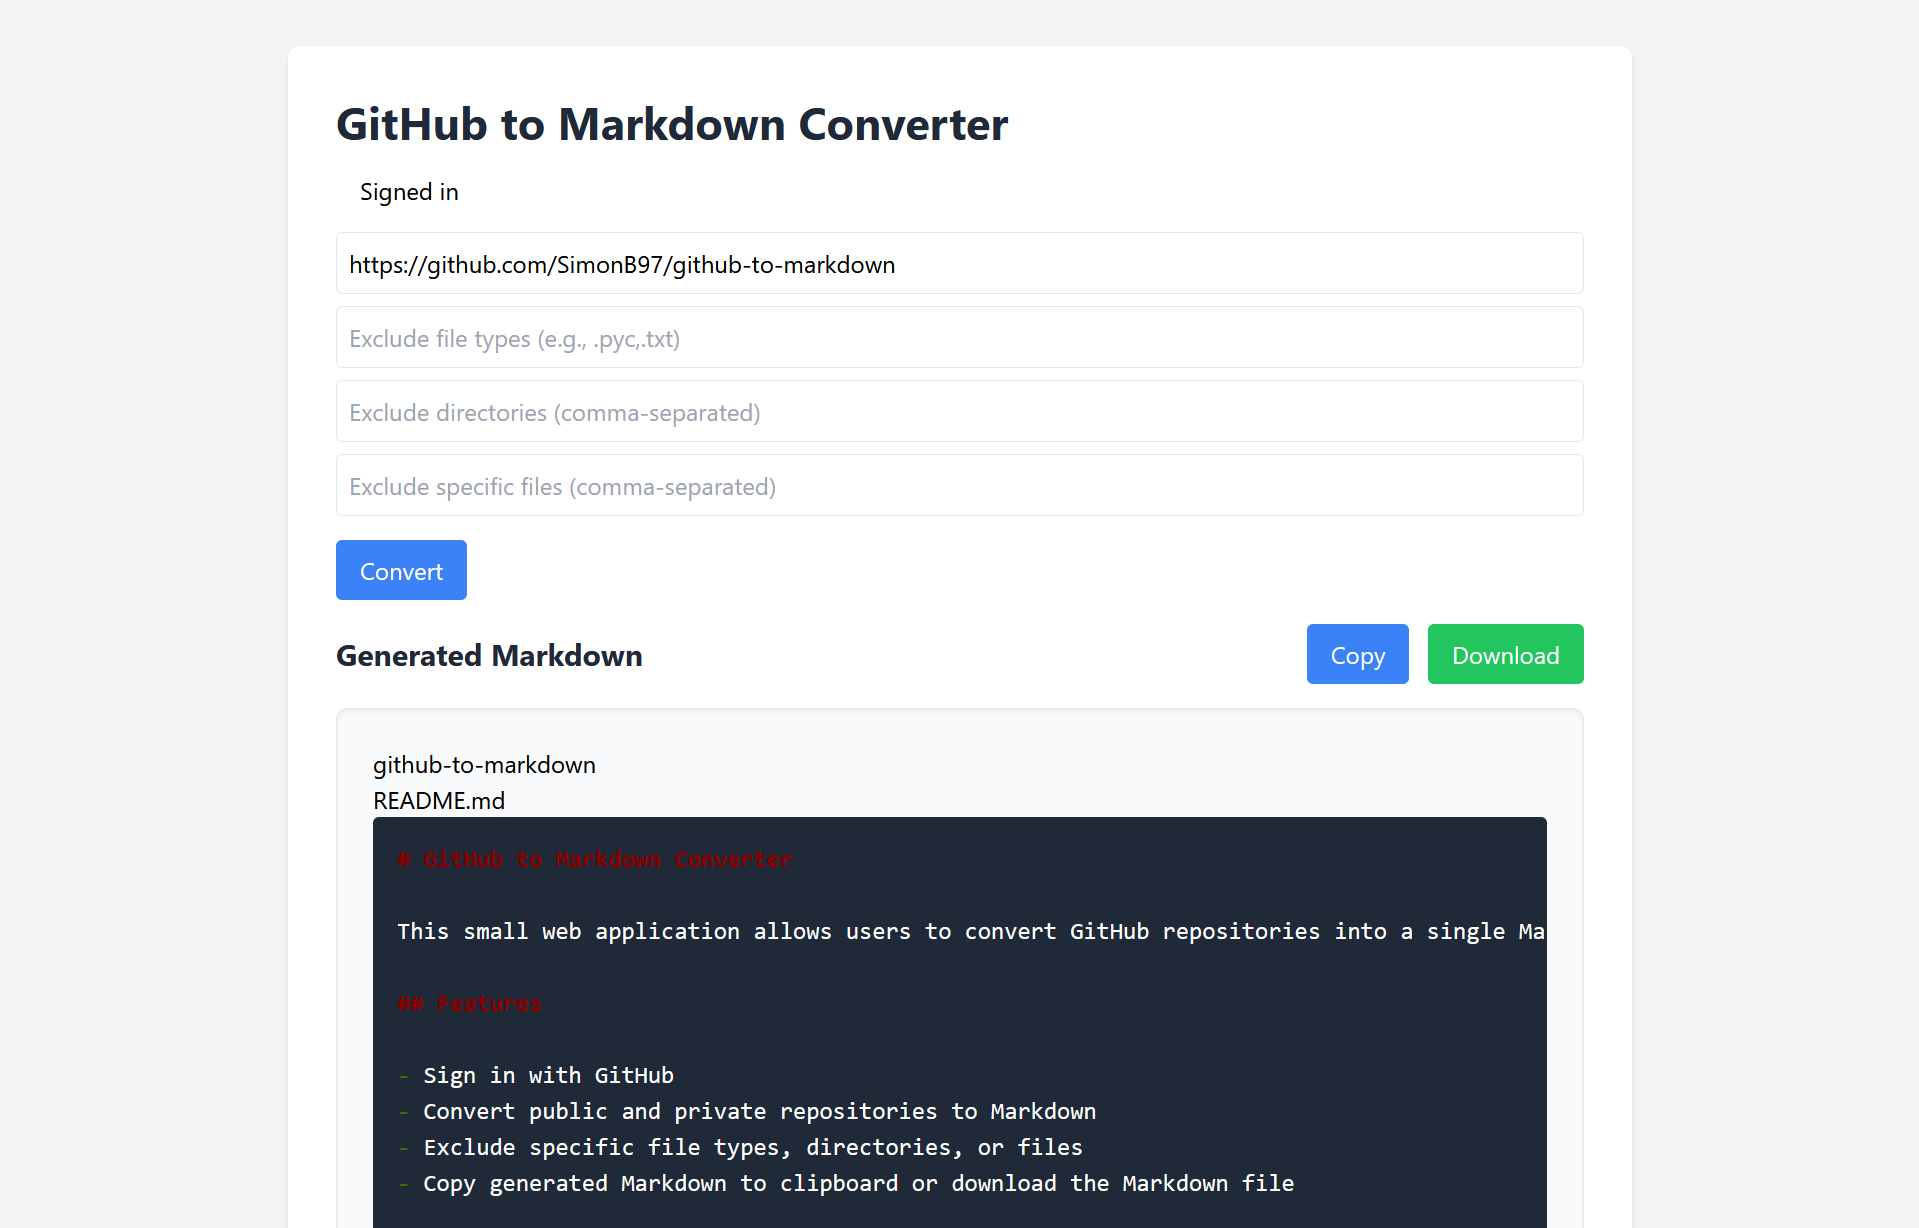 GitHub to Markdown Converter
Signed in
https://github.com/SimonB97/github-to-markdown
Exclude file types (e.g., .pyc,.txt)
Exclude directories (comma-separated)
Exclude specific files (comma-separated)
Convert
Generated Markdown
Copy
Download
github-to-markdown
README.md
# GitHub to Markdown Converter
This small web application allows users to convert GitHub repositories into a single Ma
## Features
- Sign in with GitHub
- Convert public and private repositories to Markdown
- Exclude specific file types, directories, or files
- Copy generated Markdown to clipboard or download the Markdown file